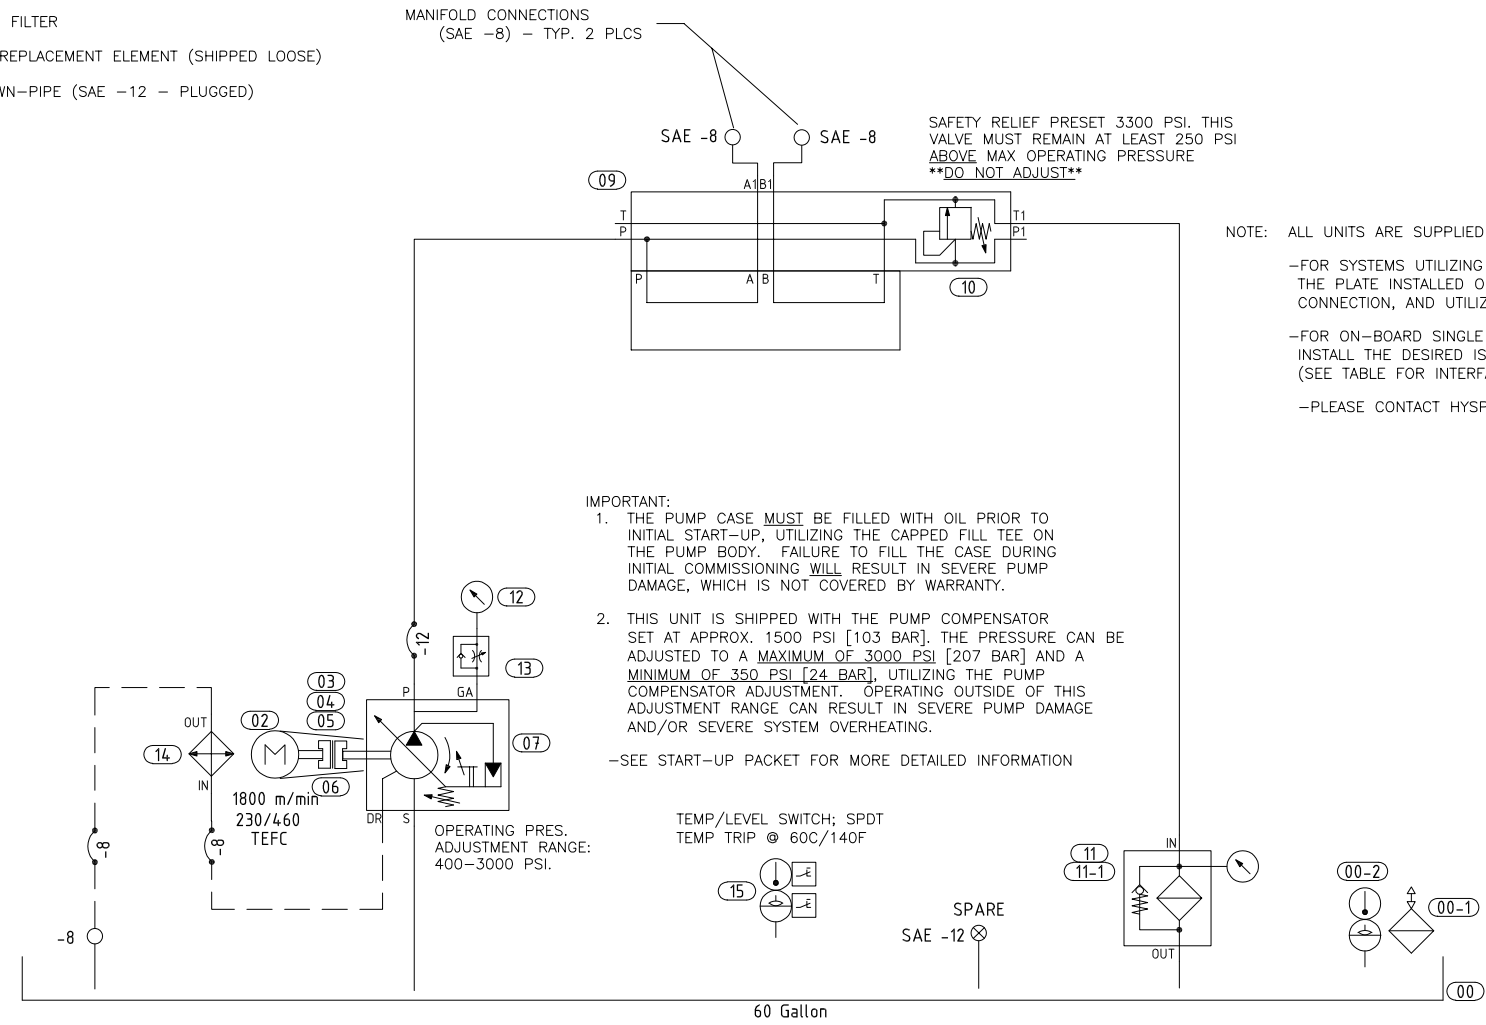 FILTER
REPLACEMENT ELEMENT (SHIPPED LOOSE)
WN-PIPE (SAE -12 - PLUGGED)
MANIFOLD CONNECTIONS
(SAE -8) - TYP. 2 PLCS
SAE -8
SAE -8
SAFETY RELIEF PRESET 3300 PSI. THIS
VALVE MUST REMAIN AT LEAST 250 PSI
ABOVE MAX OPERATING PRESSURE
**DO NOT ADJUST**
09
A1
B1
T
P
T1
P1
P
A
B
T
10
NOTE: ALL UNITS ARE SUPPLIED
-FOR SYSTEMS UTILIZING
THE PLATE INSTALLED O
CONNECTION, AND UTILIZ
-FOR ON-BOARD SINGLE
INSTALL THE DESIRED IS
(SEE TABLE FOR INTERFA
-PLEASE CONTACT HYSP
IMPORTANT:
1. THE PUMP CASE MUST BE FILLED WITH OIL PRIOR TO
INITIAL START-UP, UTILIZING THE CAPPED FILL TEE ON
THE PUMP BODY. FAILURE TO FILL THE CASE DURING
INITIAL COMMISSIONING WILL RESULT IN SEVERE PUMP
DAMAGE, WHICH IS NOT COVERED BY WARRANTY.
2. THIS UNIT IS SHIPPED WITH THE PUMP COMPENSATOR
SET AT APPROX. 1500 PSI [103 BAR]. THE PRESSURE CAN BE
ADJUSTED TO A MAXIMUM OF 3000 PSI [207 BAR] AND A
MINIMUM OF 350 PSI [24 BAR], UTILIZING THE PUMP
COMPENSATOR ADJUSTMENT. OPERATING OUTSIDE OF THIS
ADJUSTMENT RANGE CAN RESULT IN SEVERE PUMP DAMAGE
AND/OR SEVERE SYSTEM OVERHEATING.
-SEE START-UP PACKET FOR MORE DETAILED INFORMATION
12
-12
13
03
04
05
P
GA
02
OUT
14
M
07
IN
06
1800 m/min
230/460
TEFC
DR
S
OPERATING PRES.
ADJUSTMENT RANGE:
400-3000 PSI.
-8
-8
-8
TEMP/LEVEL SWITCH; SPDT
TEMP TRIP @ 60C/140F
15
SPARE
SAE -12
IN
11
11-1
OUT
00-2
00-1
00
60 Gallon